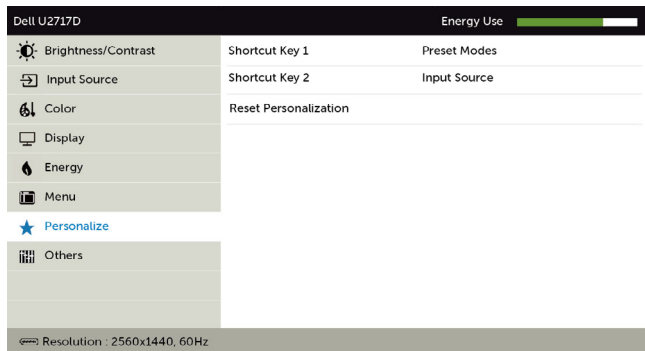 Dell U2717D Energy Use
Brightness/Contrast Shortcut Key 1 Preset Modes
Input Source Shortcut Key 2 Input Source
Color Reset Personalization
Display
Energy
Menu
Personalize
Others
Resolution : 2560x1440, 60Hz